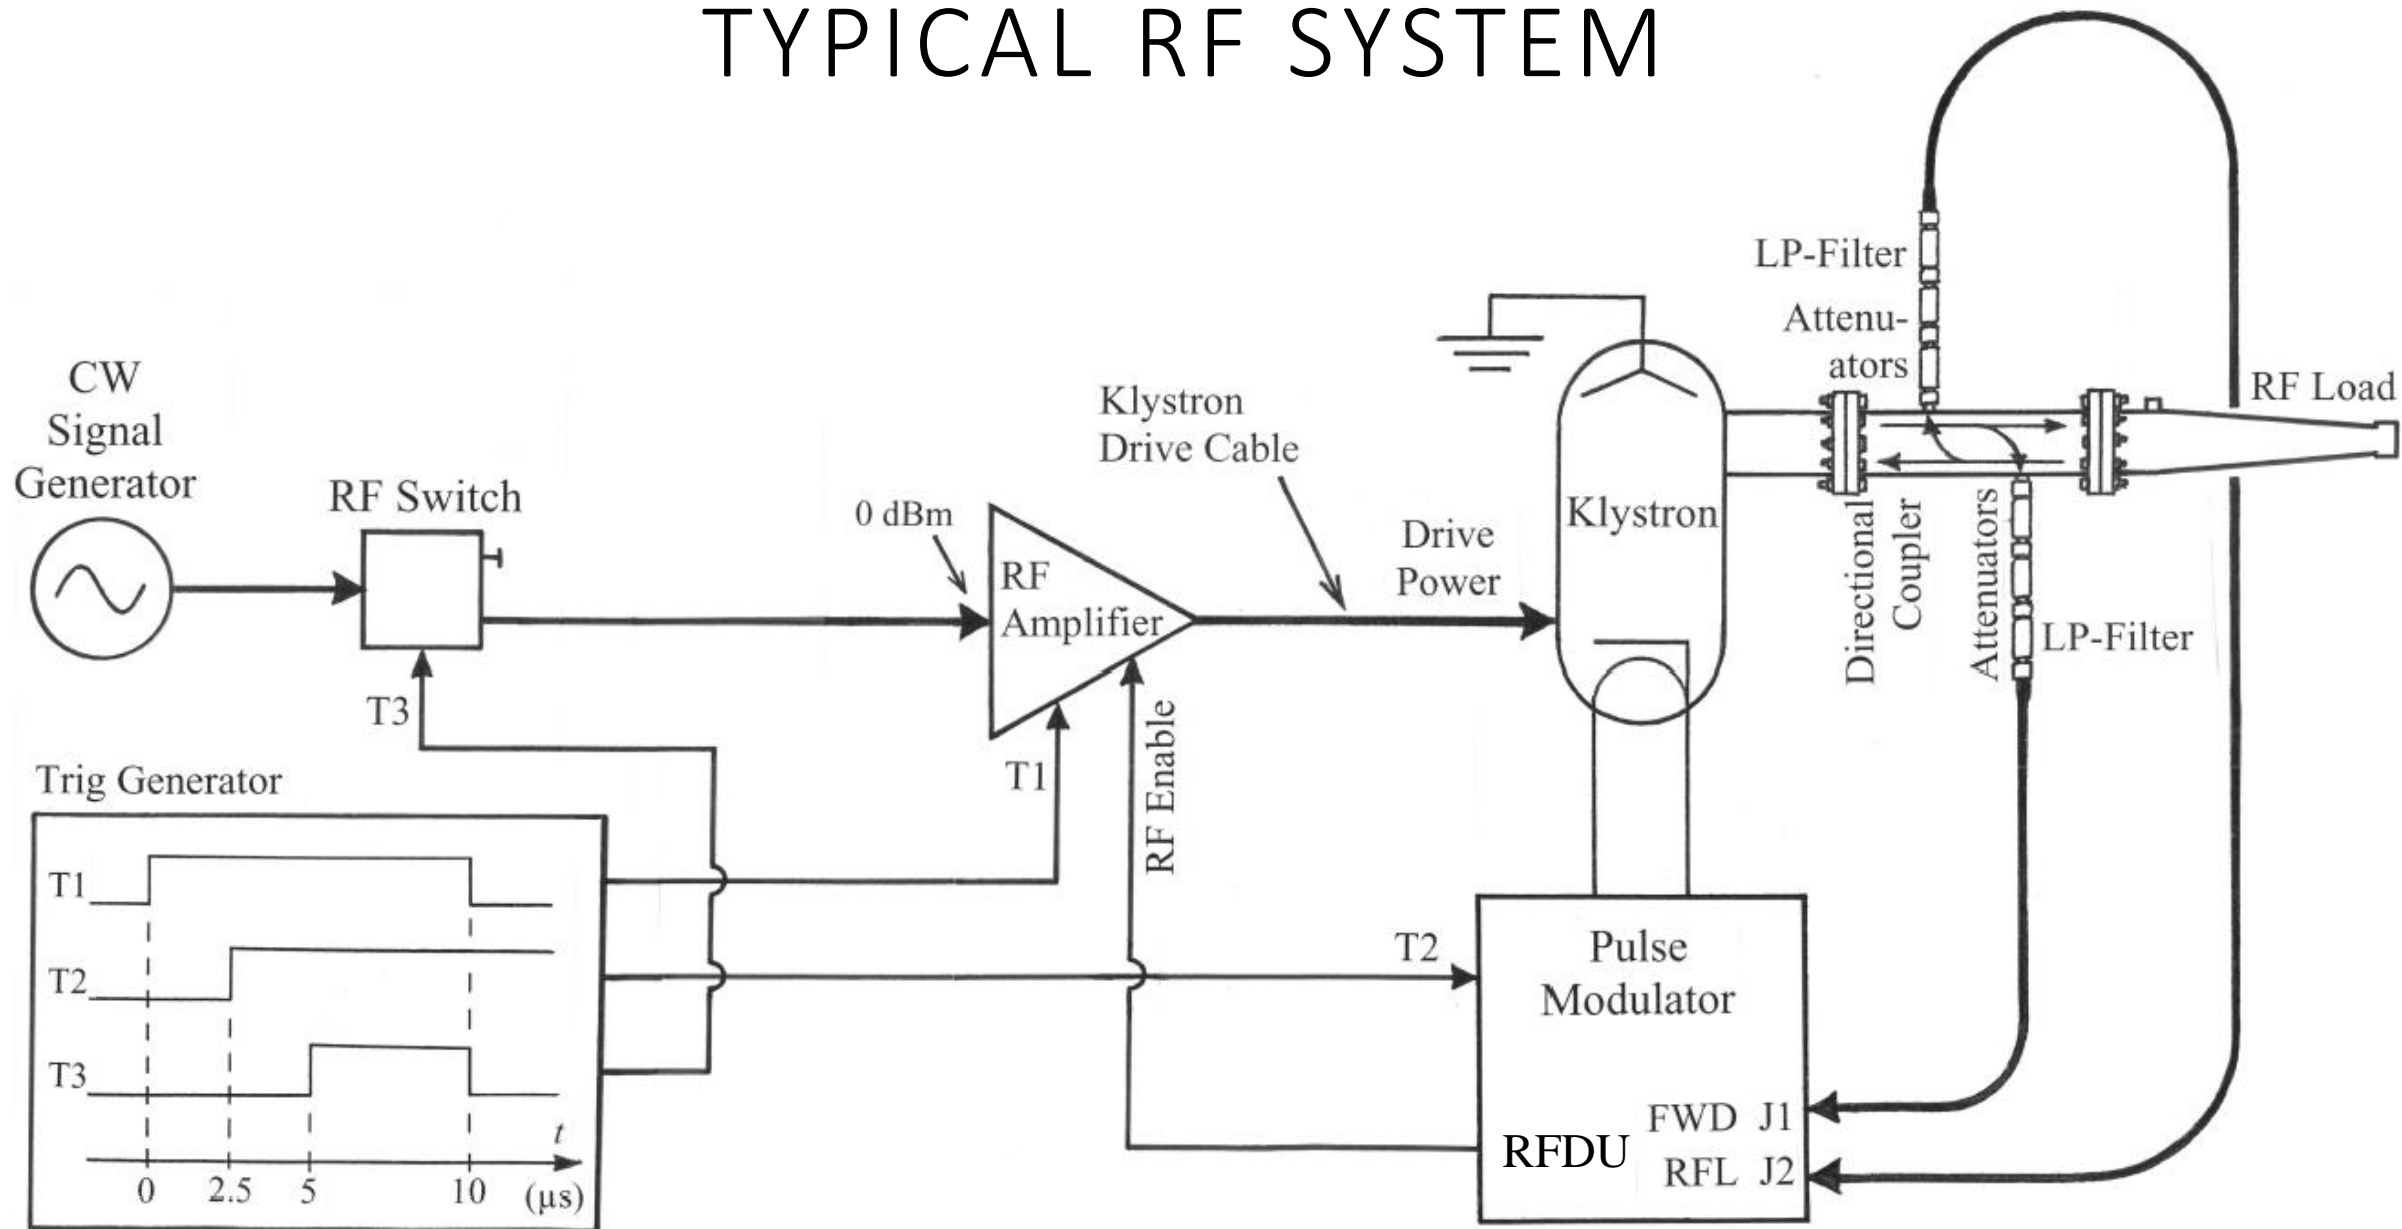 TYPICAL RF SYSTEM
CW
Signal
Generator
RF Switch
0 dBm
RF
Amplifier
Klystron
Drive Cable
Drive
Power
Klystron
LP-Filter
Attenu-
ators
RF Load
Directional
Coupler
Attenuators
LP-Filter
T3
T1
RF Enable
Trig Generator
T1
T2
T3
t
0 2.5 5 10 (µs)
T2
Pulse
Modulator
FWD J1
RFDU
RFL J2